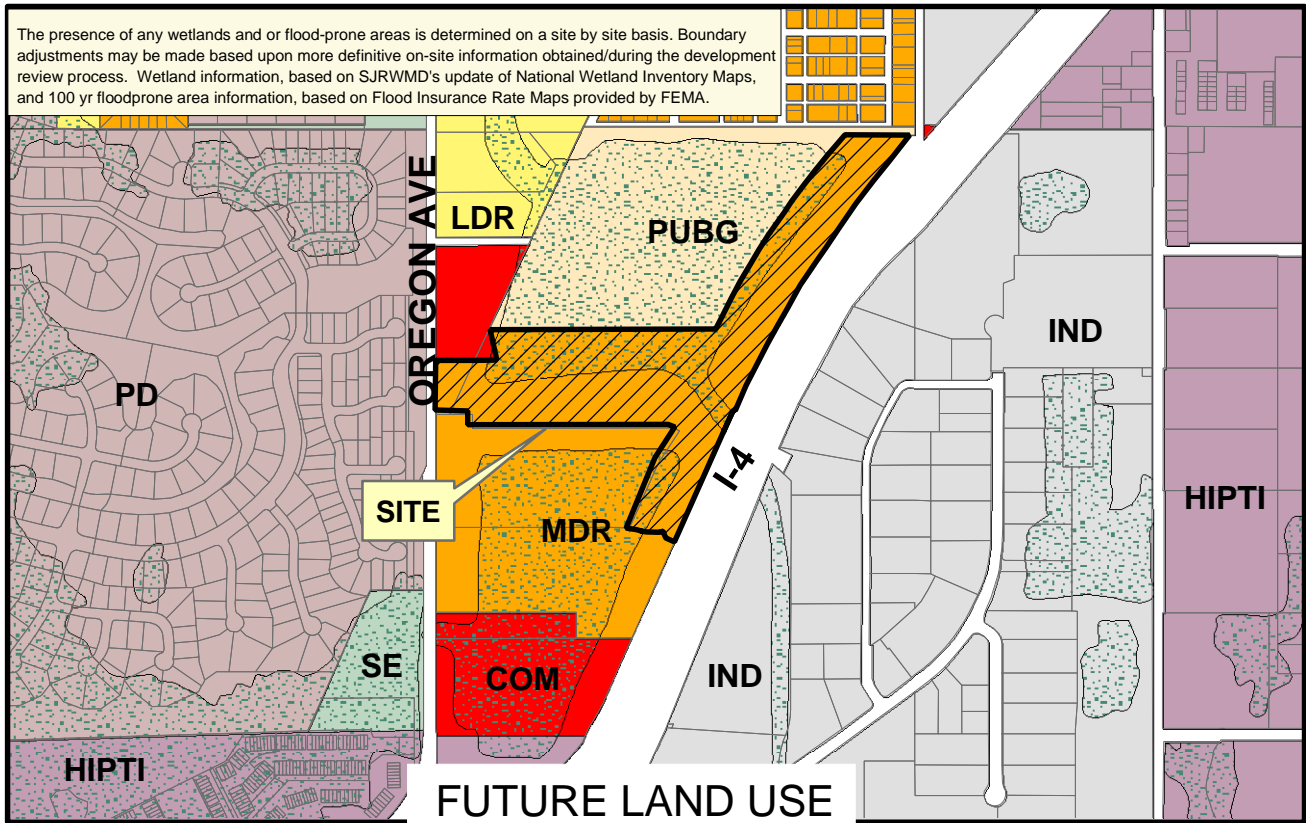 The presence of any wetlands and or flood-prone areas is determined on a site by site basis. Boundary
adjustments may be made based upon more definitive on-site information obtained/during the development
review process. Wetland information, based on SJRWMD's update of National Wetland Inventory Maps,
and 100 yr floodprone area information, based on Flood Insurance Rate Maps provided by FEMA.
OREGON AVE
LDR
PUBG
IND
PD
I-4
SITE
MDR
HIPTI
SE
COM
IND
HIPTI
FUTURE LAND USE